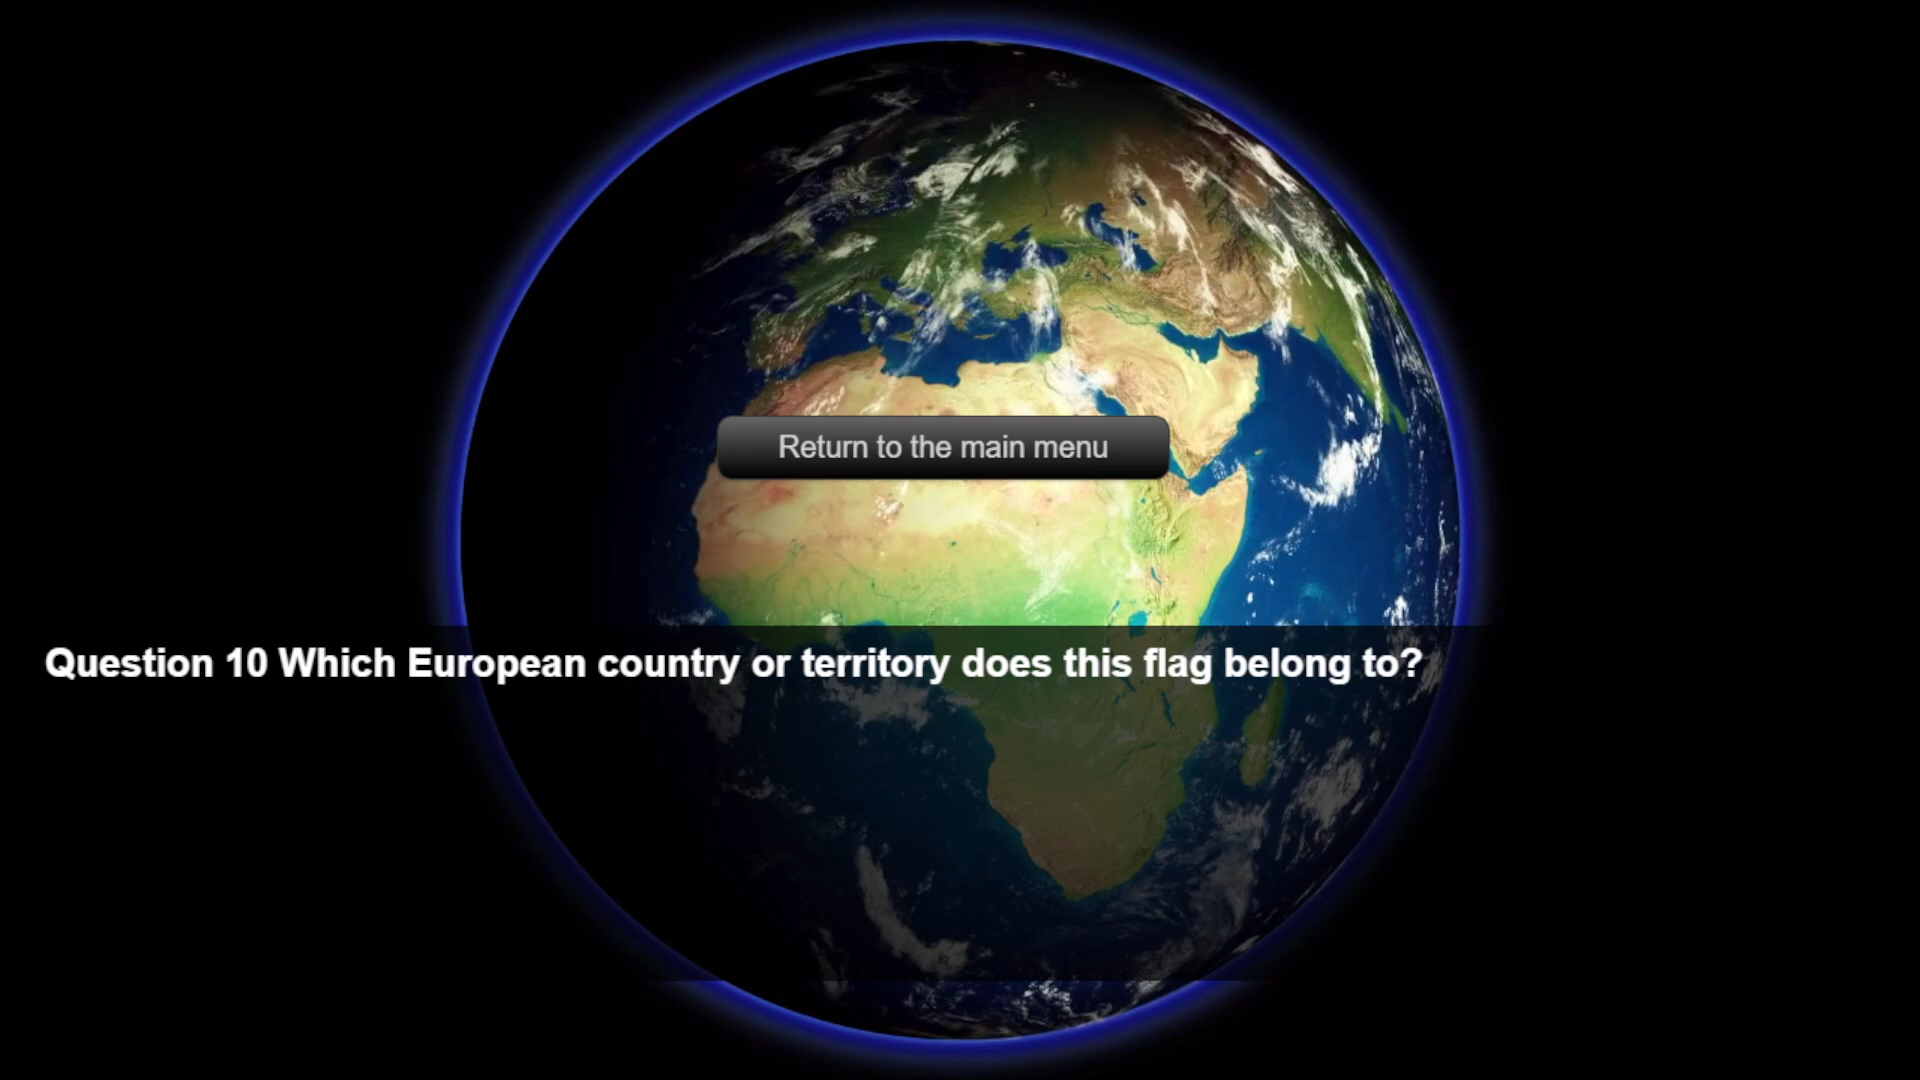 Return to the main menu
Question 10 Which European country or territory does this flag belong to?